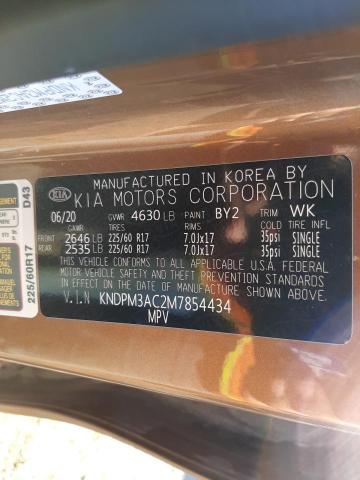 MANUFACTURED IN KOREA BY
KIA KIA MOTORS CORPORATION
06/20 GVWR 4630 LB PAINT BY2 TRIM WK
GAWR TIRES RIMS COLD TIRE INFL
FRONT 2646 LB 225/60 R17 7.0Jx17 35psi SINGLE
REAR 2535 LB 225/60 R17 7.0Jx17 35psi SINGLE
THIS VEHICLE CONFORMS TO ALL APPLICABLE U.S.A. FEDERAL
MOTOR VEHICLE SAFETY AND THEFT PREVENTION STANDARDS
IN EFFECT ON THE DATE OF MANUFACTURE SHOWN ABOVE.
V.I.N KNDPM3AC2M7854434
MPV
D43
225/60R17